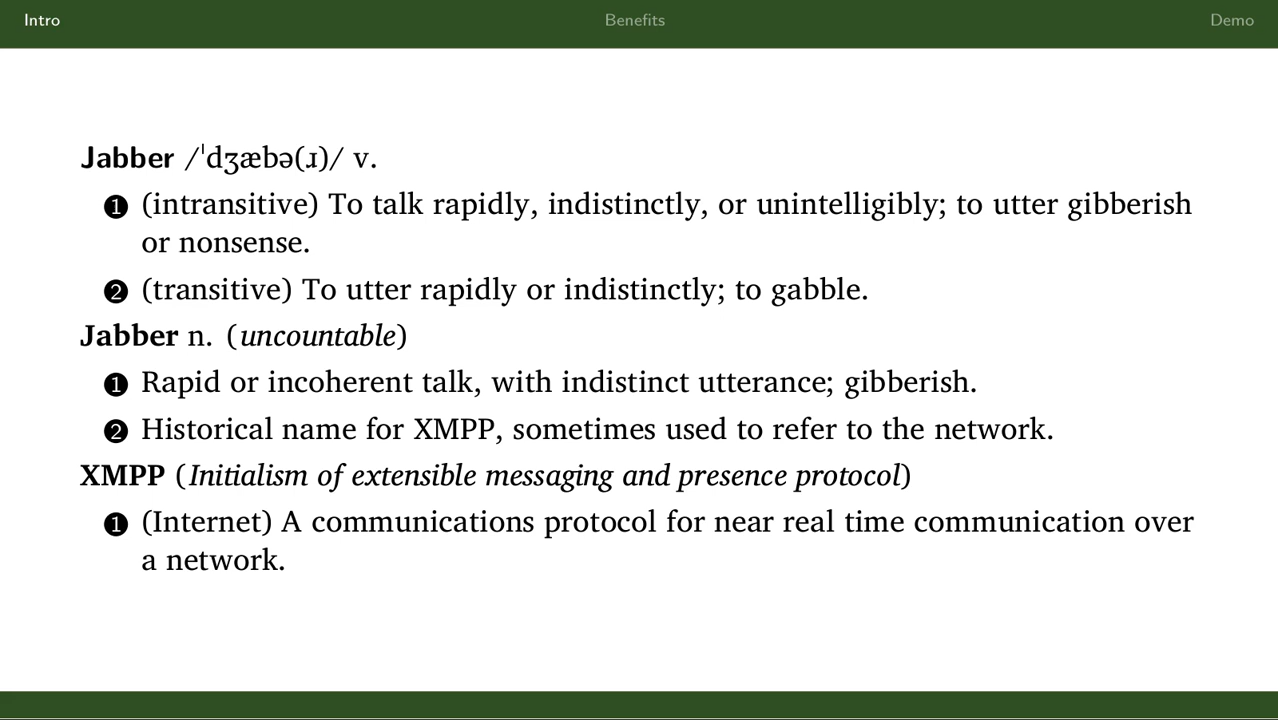 Intro Benefits Demo
Jabber /ˈdʒæbə(ɹ)/ v.
❶ (intransitive) To talk rapidly, indistinctly, or unintelligibly; to utter gibberish
or nonsense.
❷ (transitive) To utter rapidly or indistinctly; to gabble.
Jabber n. (uncountable)
❶ Rapid or incoherent talk, with indistinct utterance; gibberish.
❷ Historical name for XMPP, sometimes used to refer to the network.
XMPP (Initialism of extensible messaging and presence protocol)
❶ (Internet) A communications protocol for near real time communication over
a network.